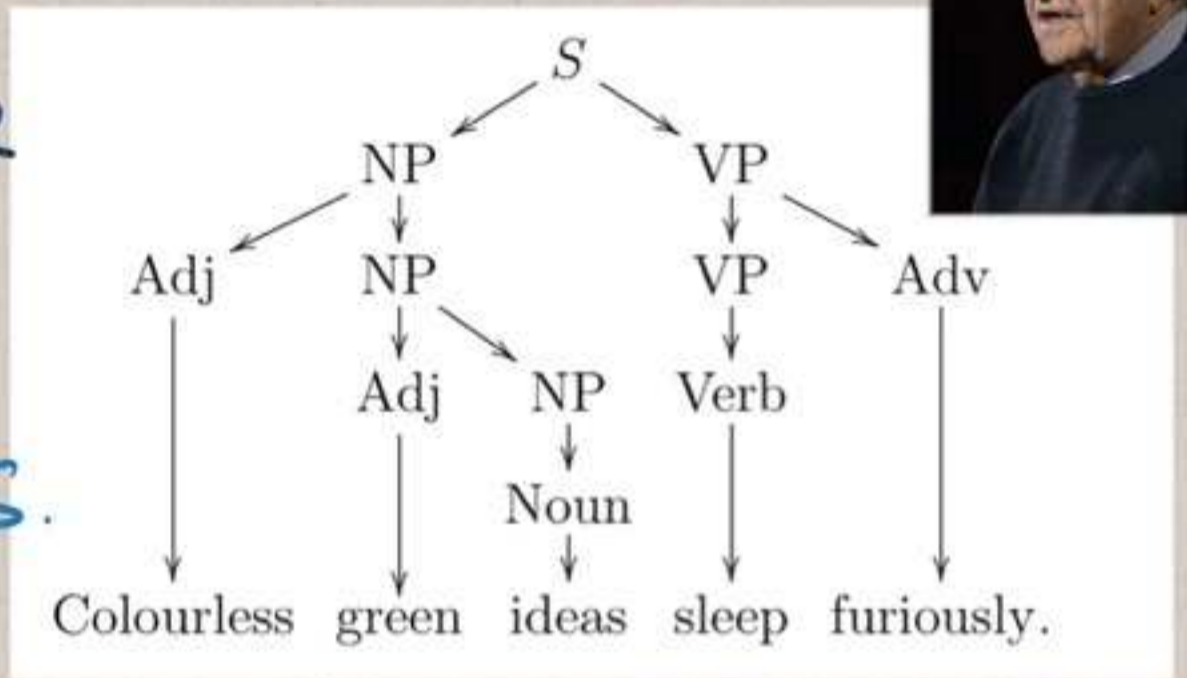 S
NP VP
Adj NP VP Adv
Adj NP Verb
Noun
Colourless green ideas sleep furiously.